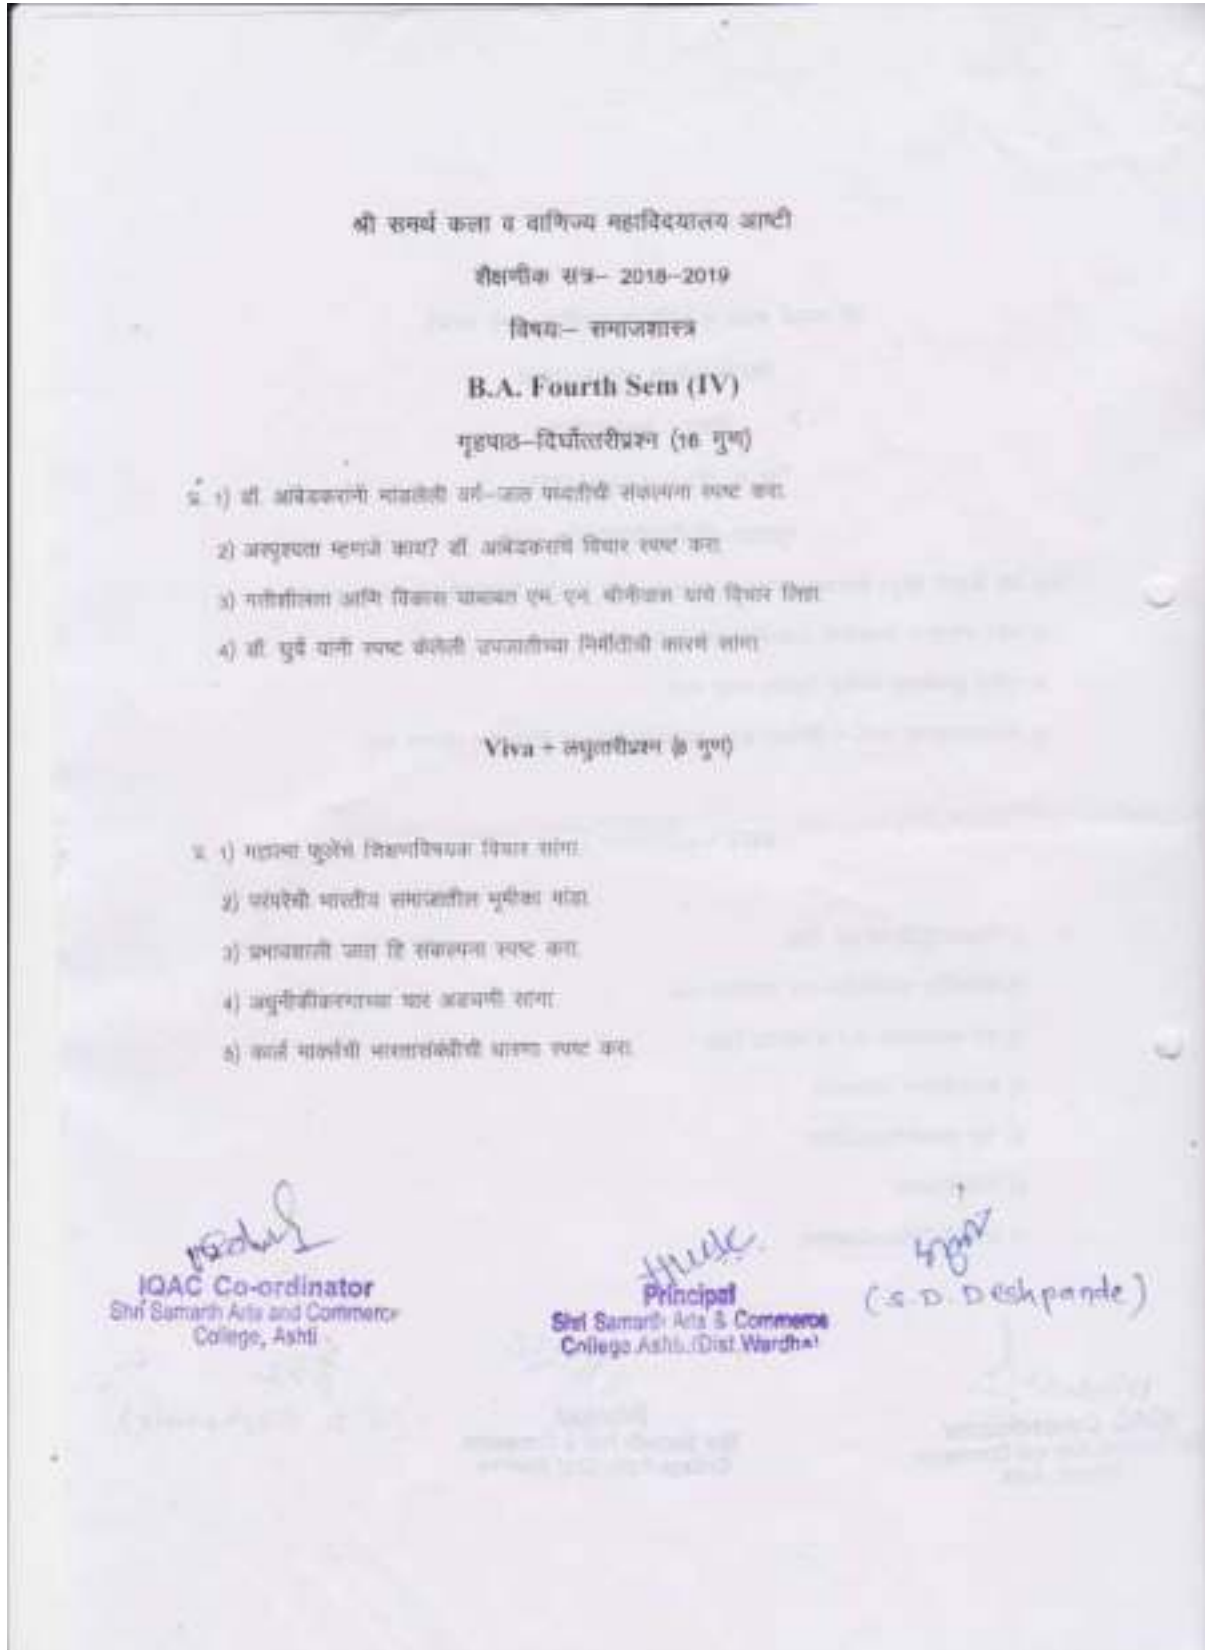 श्री समर्थ कला व वाणिज्य महाविदयालय आष्टी
शैक्षणीक सत्र– 2018–2019
विषयः– समाजशास्त्र
B.A. Fourth Sem (IV)
गृहपाठ–दिर्घोत्तरीप्रश्न (16 गुण)
प्र. 1) डॉ. आंबेडकरांनी मांडलेली वर्ग–जात पध्दतीची संकल्पना स्पष्ट करा.
2) अस्पृश्यता म्हणजे काय? डॉ. आंबेडकरांचे विचार स्पष्ट करा.
3) गतीशीलता आणि विकास याबाबत एम. एन. श्रीनीवास यांचे विचार लिहा.
4) डॉ. घुर्ये यांनी स्पष्ट केलेली उपजातीच्या निर्मीतीची कारणे सांगा.
Viva + लघुत्तरीप्रश्न (8 गुण)
प्र. 1) महात्मा फुलेंचे शिक्षणविषयक विचार सांगा.
2) परंपरेची भारतीय समाजातील भूमीका मांडा.
3) प्रभावशाली जात हि संकल्पना स्पष्ट करा.
4) अधुनीकीकरणाच्या चार अडचणी सांगा.
5) कार्ल मार्क्सची भारतासंबंधीची धारणा स्पष्ट करा.
IQAC Co-ordinator
Shri Samarth Arts and Commerce
College, Ashti
Principal
Shri Samarth Arts & Commerce
College Ashti.(Dist.Wardha)
(S. D. Deshpande)